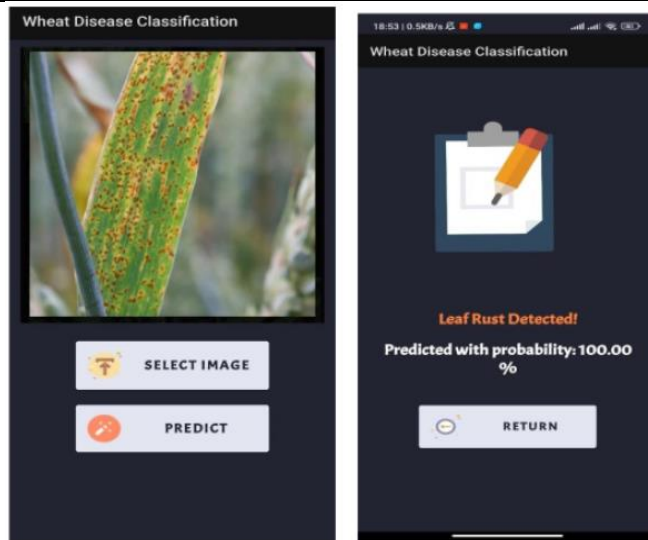 Wheat Disease Classification
SELECT IMAGE
PREDICT
18:53 | 0.5KB/s
Wheat Disease Classification
Leaf Rust Detected!
Predicted with probability: 100.00
%
RETURN